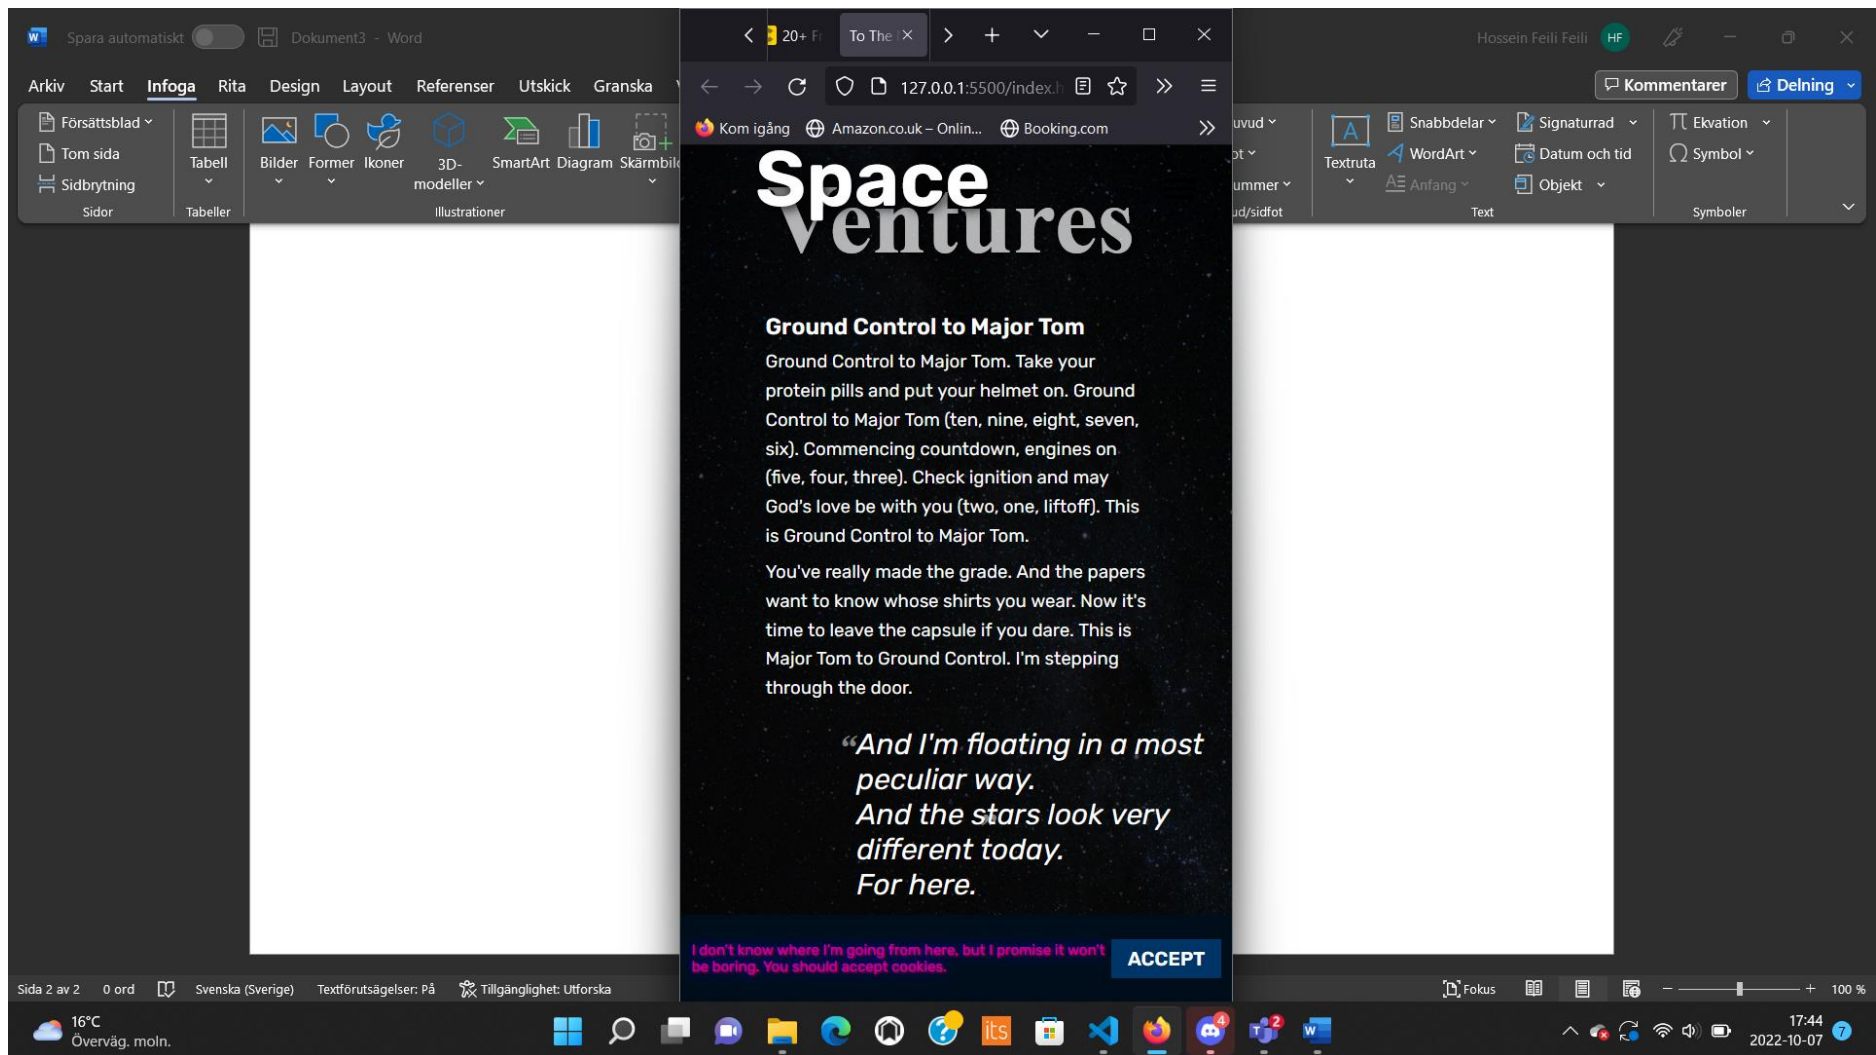 Spara automatiskt
Dokument3 - Word
20+ Fr
To The
Hossein Feili Feili
HF
Arkiv Start Infoga Rita Design Layout Referenser Utskick Granska
127.0.0.1:5500/index.h
Kommentarer
Delning
Kom igång
Amazon.co.uk – Onlin...
Booking.com
Försättsblad
Tom sida
Sidbrytning
Sidor
Tabell
Tabeller
Bilder
Former
Ikoner
3D-
modeller
SmartArt
Diagram
Skärmbild
Illustrationer
uvud
ot
ummer
ud/sidfot
Textruta
Snabbdelar
WordArt
Anfang
Signaturrad
Datum och tid
Objekt
Text
Ekvation
Symbol
Symboler
Space
Ventures
Ground Control to Major Tom
Ground Control to Major Tom. Take your
protein pills and put your helmet on. Ground
Control to Major Tom (ten, nine, eight, seven,
six). Commencing countdown, engines on
(five, four, three). Check ignition and may
God's love be with you (two, one, liftoff). This
is Ground Control to Major Tom.
You've really made the grade. And the papers
want to know whose shirts you wear. Now it's
time to leave the capsule if you dare. This is
Major Tom to Ground Control. I'm stepping
through the door.
“And I'm floating in a most
peculiar way.
And the stars look very
different today.
For here.
I don't know where I'm going from here, but I promise it won't
be boring. You should accept cookies.
ACCEPT
Sida 2 av 2
0 ord
Svenska (Sverige)
Textförutsägelser: På
Tillgänglighet: Utforska
Fokus
100 %
16°C
Överväg. moln.
its
4
2
17:44
2022-10-07
7